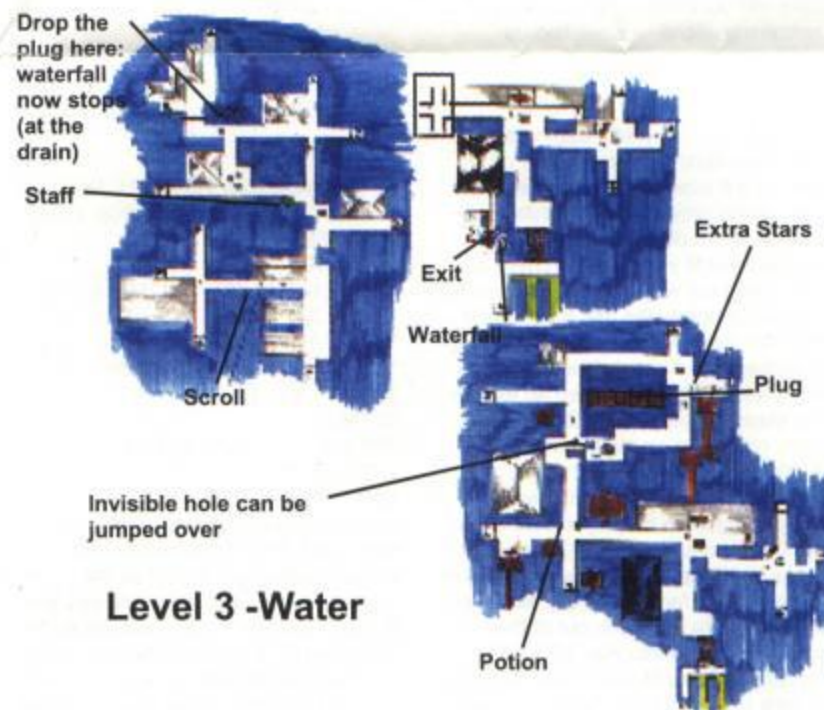 Drop the
plug here:
waterfall
now stops
(at the
drain)
Staff
Exit
Extra Stars
Waterfall
Plug
Scroll
Invisible hole can be
jumped over
Level 3 -Water
Potion